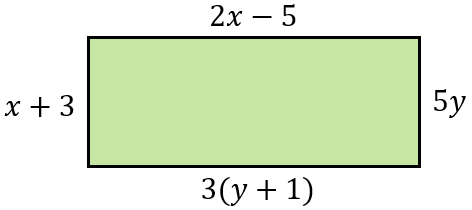 2x − 5
x + 3
5y
3(y + 1)